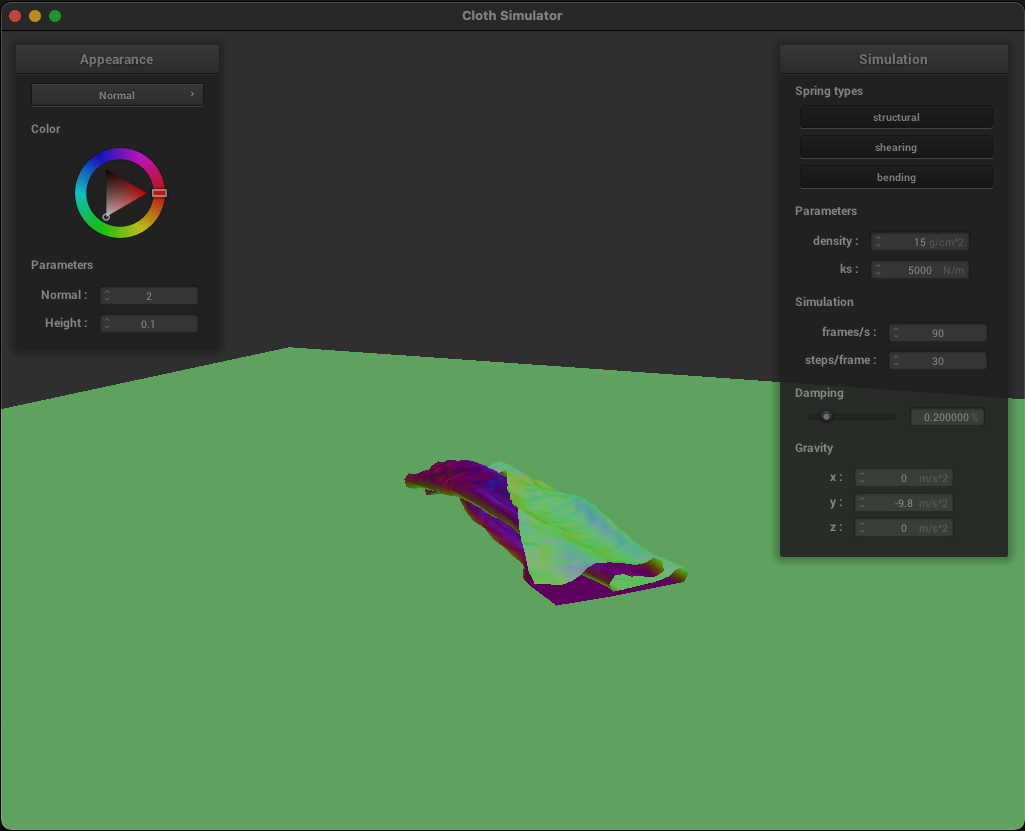 Cloth Simulator
Appearance
Normal
Color
Parameters
Normal : 2
Height : 0.1
Simulation
Spring types
structural
shearing
bending
Parameters
density : 15 g/cm^2
ks : 5000 N/m
Simulation
frames/s : 90
steps/frame : 30
Damping
0.200000 %
Gravity
x : 0 m/s^2
y : -9.8 m/s^2
z : 0 m/s^2